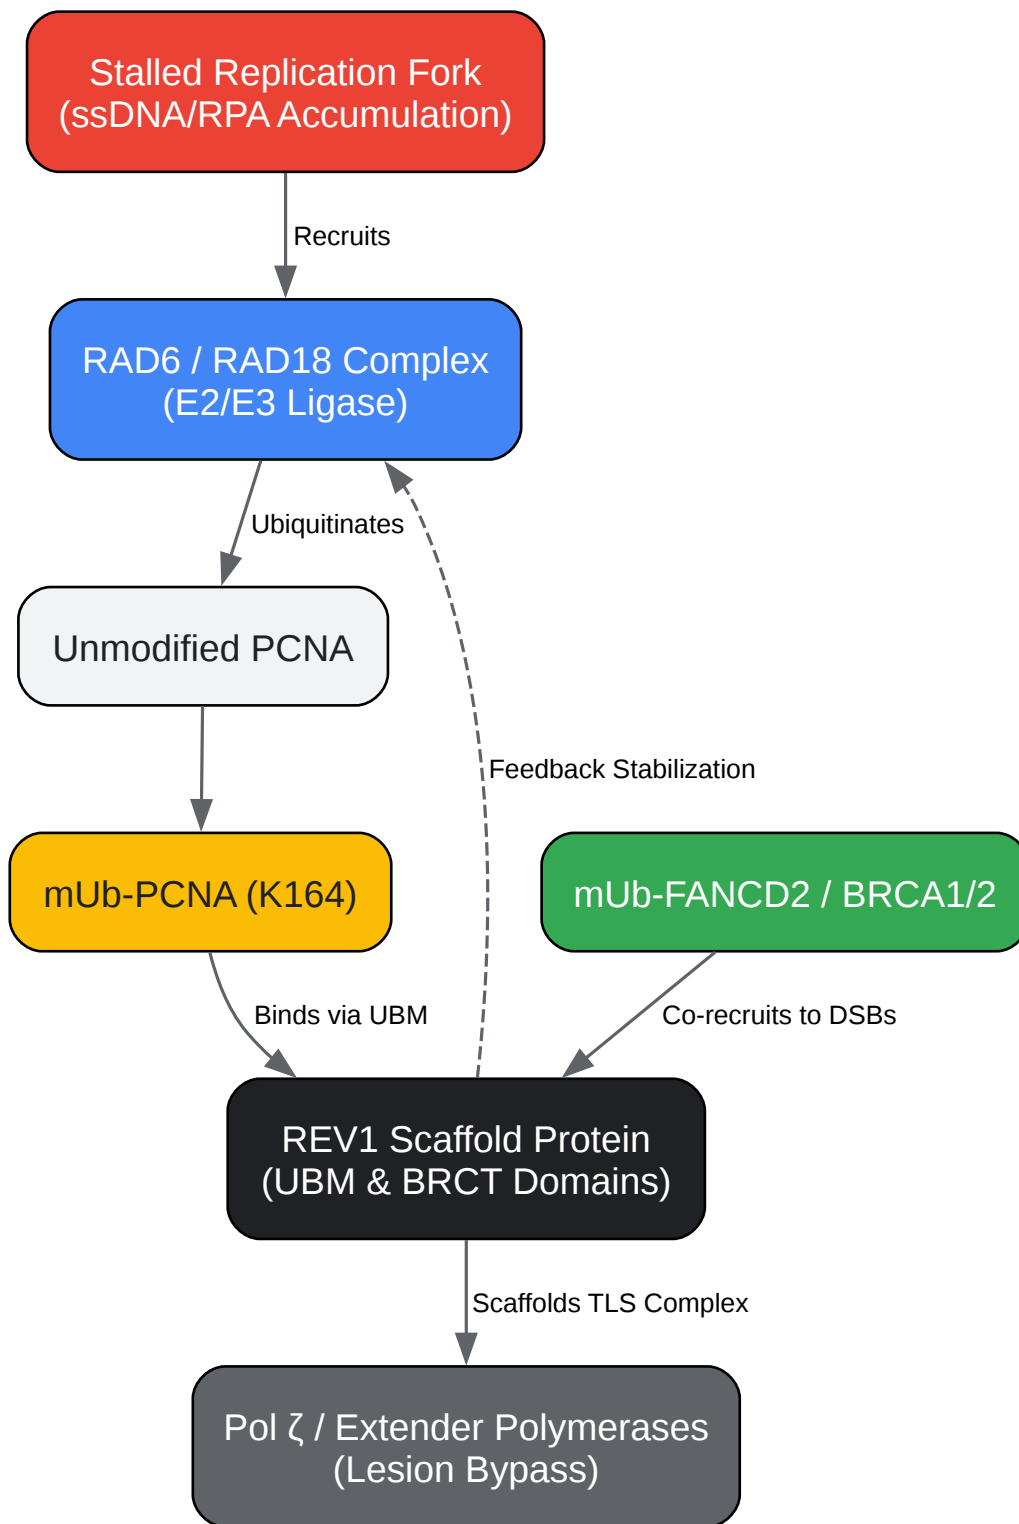 Stalled Replication Fork
(ssDNA/RPA Accumulation)
Recruits
RAD6 / RAD18 Complex
(E2/E3 Ligase)
Ubiquitinates
Unmodified PCNA
Feedback Stabilization
mUb-PCNA (K164)
mUb-FANCD2 / BRCA1/2
Binds via UBM
Co-recruits to DSBs
REV1 Scaffold Protein
(UBM & BRCT Domains)
Scaffolds TLS Complex
Pol ζ / Extender Polymerases
(Lesion Bypass)